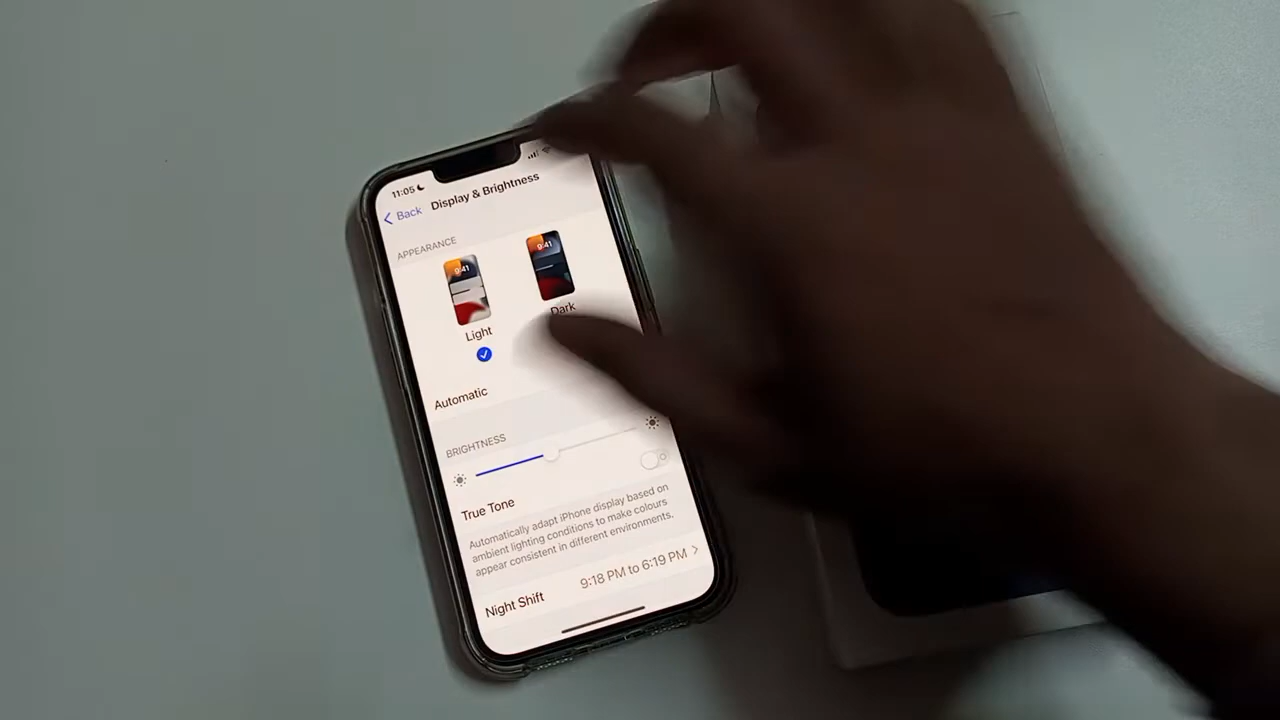 11:05
Back
Display & Brightness
APPEARANCE
9:41
9:41
Light
Dark
Automatic
BRIGHTNESS
True Tone
Automatically adapt iPhone display based on
ambient lighting conditions to make colours
appear consistent in different environments.
Night Shift
9:18 PM to 6:19 PM